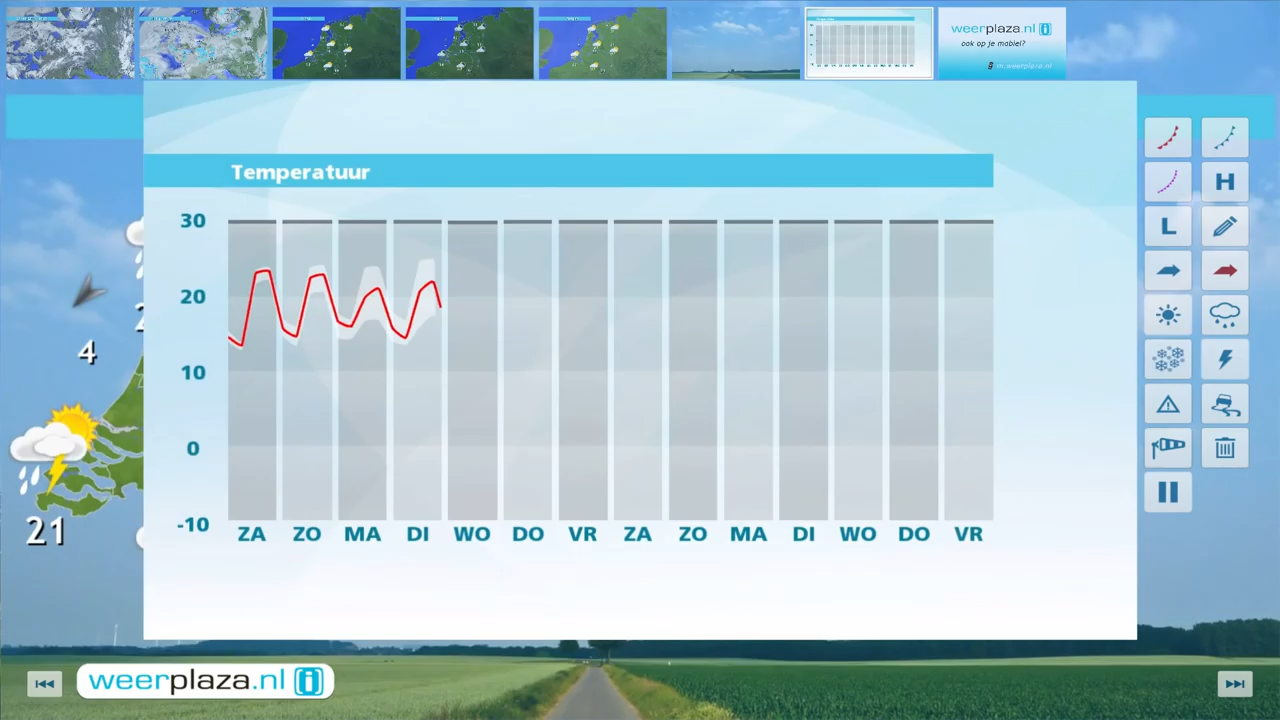 weerplaza.nl
ook op je mobiel?
m.weerplaza.nl
Temperatuur
30
20
10
0
-10
ZA ZO MA DI WO DO VR ZA ZO MA DI WO DO VR
4
21
H
L
weerplaza.nl